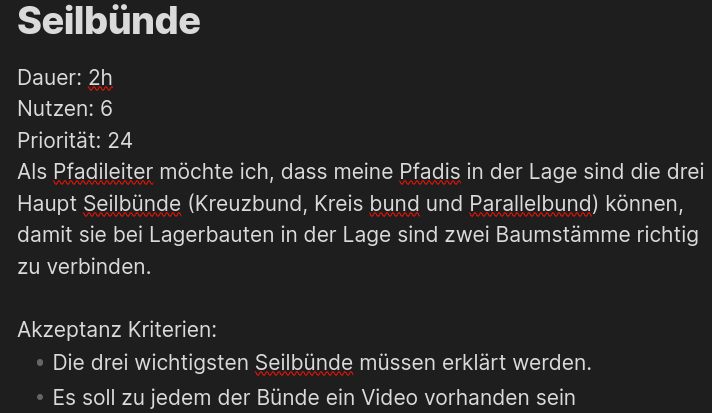 Seilbünde
Dauer: 2h
Nutzen: 6
Priorität: 24
Als Pfadileiter möchte ich, dass meine Pfadis in der Lage sind die drei
Haupt Seilbünde (Kreuzbund, Kreis bund und Parallelbund) können,
damit sie bei Lagerbauten in der Lage sind zwei Baumstämme richtig
zu verbinden.
Akzeptanz Kriterien:
• Die drei wichtigsten Seilbünde müssen erklärt werden.
• Es soll zu jedem der Bünde ein Video vorhanden sein